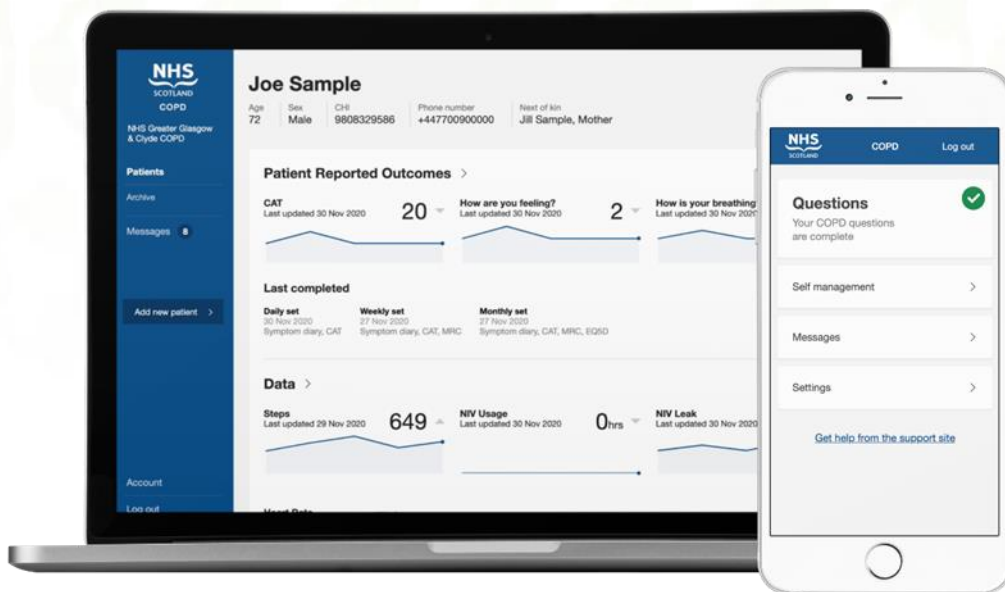 NHS
SCOTLAND
COPD
NHS Greater Glasgow
& Clyde COPD
Patients
Archive
Messages 8
Add new patient >
Account
Log out
Joe Sample
Age Sex CHI Phone number Next of kin
72 Male 9808329586 +447700900000 Jill Sample, Mother
Patient Reported Outcomes >
CAT
Last updated 30 Nov 2020
20
How are you feeling?
Last updated 30 Nov 2020
2
How is your breathing
Last updated 30 Nov 2020
Last completed
Daily set
30 Nov 2020
Symptom diary, CAT
Weekly set
27 Nov 2020
Symptom diary, CAT, MRC
Monthly set
27 Nov 2020
Symptom diary, CAT, MRC, EQ5D
Data >
Steps
Last updated 29 Nov 2020
649
NIV Usage
Last updated 30 Nov 2020
0hrs
NIV Leak
Last updated 30 Nov 2020
NHS
SCOTLAND
COPD
Log out
Questions
Your COPD questions
are complete
Self management >
Messages >
Settings >
Get help from the support site